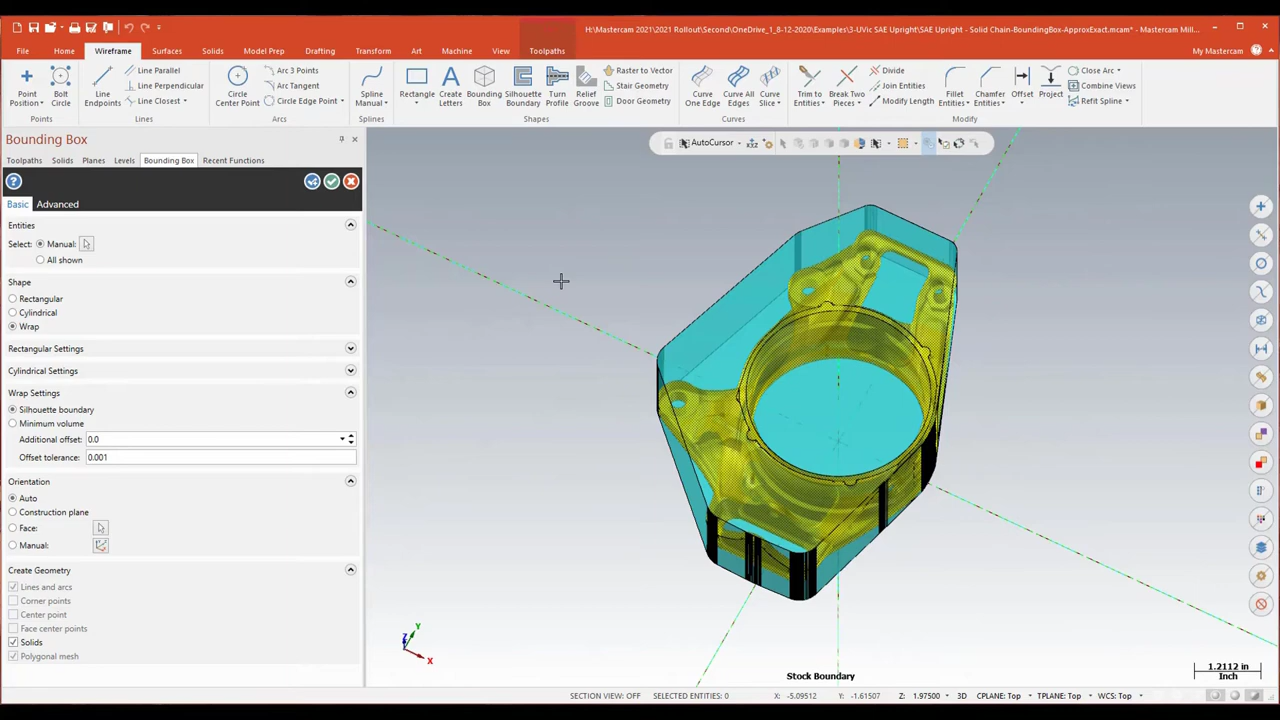 H:\Mastercam 2021\2021 Rollout\Second\OneDrive_1_8-12-2020\Examples\3-UVic SAE Upright\SAE Upright - Solid Chain-BoundingBox-ApproxExact.mcam* - Mastercam Mill...
File Home Wireframe Surfaces Solids Model Prep Drafting Transform Art Machine View Toolpaths My Mastercam
Line Parallel Arc 3 Points Raster to Vector Divide Close Arc
Line Perpendicular Arc Tangent Stair Geometry Join Entities Combine Views
Point Position Bolt Circle Line Endpoints Line Closest Circle Center Point Circle Edge Point Spline Manual Rectangle Create Letters Bounding Box Silhouette Boundary Turn Profile Relief Groove Door Geometry Curve One Edge Curve All Edges Curve Slice Trim to Entities Break Two Pieces Modify Length Fillet Entities Chamfer Entities Offset Project Refit Spline
Points Lines Arcs Splines Shapes Curves Modify
Bounding Box
Toolpaths Solids Planes Levels Bounding Box Recent Functions
AutoCursor
Basic Advanced
Entities
Select: Manual:
All shown
Shape
Rectangular
Cylindrical
Wrap
Rectangular Settings
Cylindrical Settings
Wrap Settings
Silhouette boundary
Minimum volume
Additional offset: 0.0
Offset tolerance: 0.001
Orientation
Auto
Construction plane
Face:
Manual:
Create Geometry
Lines and arcs
Corner points
Center point
Face center points
Solids
Polygonal mesh
Z Y X
Stock Boundary
1.2112 in
Inch
SECTION VIEW: OFF SELECTED ENTITIES: 0 X: -5.09512 Y: -1.61507 Z: 1.97500 3D CPLANE: Top TPLANE: Top WCS: Top